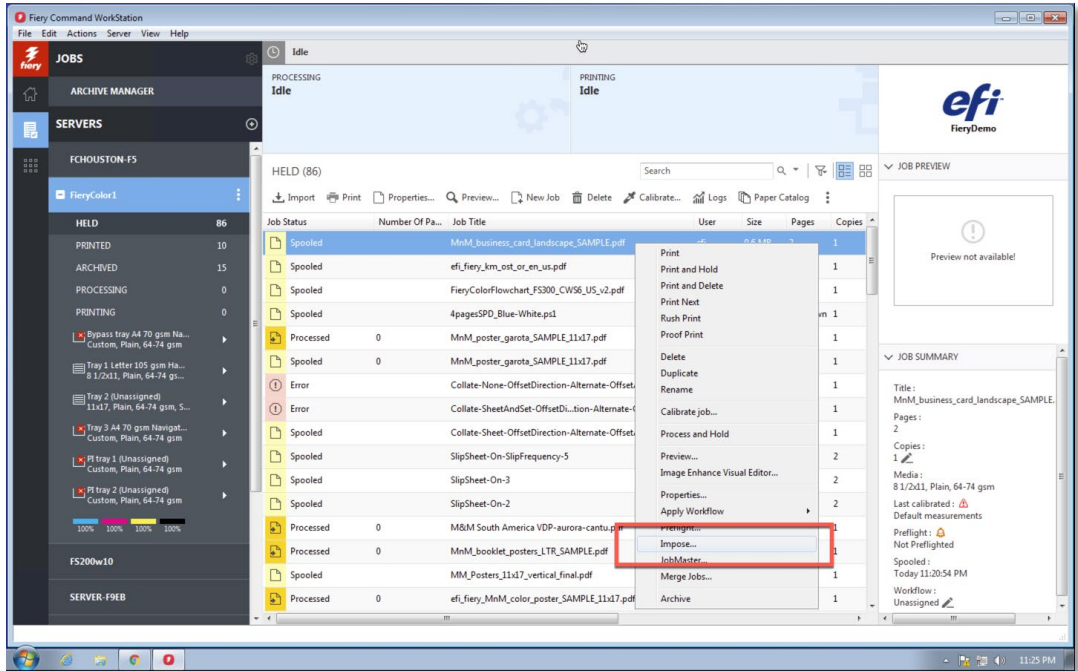 Fiery Command WorkStation
File Edit Actions Server View Help
fiery
JOBS
ARCHIVE MANAGER
SERVERS
FCHOUSTON-F5
FieryColor1
HELD 86
PRINTED 10
ARCHIVED 15
PROCESSING 0
PRINTING 0
Bypass tray A4 70 gsm Na...
Custom, Plain, 64-74 gsm
Tray 1 Letter 105 gsm Ha...
8 1/2x11, Plain, 64-74 gs...
Tray 2 (Unassigned)
11x17, Plain, 64-74 gsm, S...
Tray 3 A4 70 gsm Navigat...
Custom, Plain, 64-74 gsm
PI tray 1 (Unassigned)
Custom, Plain, 64-74 gsm
PI tray 2 (Unassigned)
Custom, Plain, 64-74 gsm
100% 100% 100% 100%
FS200w10
SERVER-F9EB
Idle
PROCESSING
Idle
PRINTING
Idle
HELD (86)
Search
Import Print Properties... Preview... New Job Delete Calibrate... Logs Paper Catalog
Job Status Number Of Pa... Job Title User Size Pages Copies
Spooled MnM_business_card_landscape_SAMPLE.pdf efi 0.6 MB 2 1
Spooled efi_fiery_km_ost_or_en_us.pdf 1
Spooled FieryColorFlowchart_FS300_CWS6_US_v2.pdf 1
Spooled 4pagesSPD_Blue-White.ps1 wn 1
Processed 0 MnM_poster_garota_SAMPLE_11x17.pdf 1
Spooled 0 MnM_poster_garota_SAMPLE_11x17.pdf 1
Error Collate-None-OffsetDirection-Alternate-Offset 1
Error Collate-SheetAndSet-OffsetDi...tion-Alternate- 1
Spooled Collate-Sheet-OffsetDirection-Alternate-Offset 1
Spooled SlipSheet-On-SlipFrequency-5 2
Spooled SlipSheet-On-3 2
Spooled SlipSheet-On-2 2
Processed 0 M&M South America VDP-aurora-cantu.p 1
Processed 0 MnM_booklet_posters_LTR_SAMPLE.pdf 1
Spooled MM_Posters_11x17_vertical_final.pdf 1
Processed 0 efi_fiery_MnM_color_poster_SAMPLE_11x17.pdf 1
Print
Print and Hold
Print and Delete
Print Next
Rush Print
Proof Print
Delete
Duplicate
Rename
Calibrate job...
Process and Hold
Preview...
Image Enhance Visual Editor...
Properties...
Apply Workflow
Preflight...
Impose...
JobMaster...
Merge Jobs...
Archive
efi
FieryDemo
JOB PREVIEW
Preview not available!
JOB SUMMARY
Title :
MnM_business_card_landscape_SAMPLE.
Pages :
2
Copies :
1
Media :
8 1/2x11, Plain, 64-74 gsm
Last calibrated :
Default measurements
Preflight :
Not Preflighted
Spooled :
Today 11:20:54 PM
Workflow :
Unassigned
11:25 PM